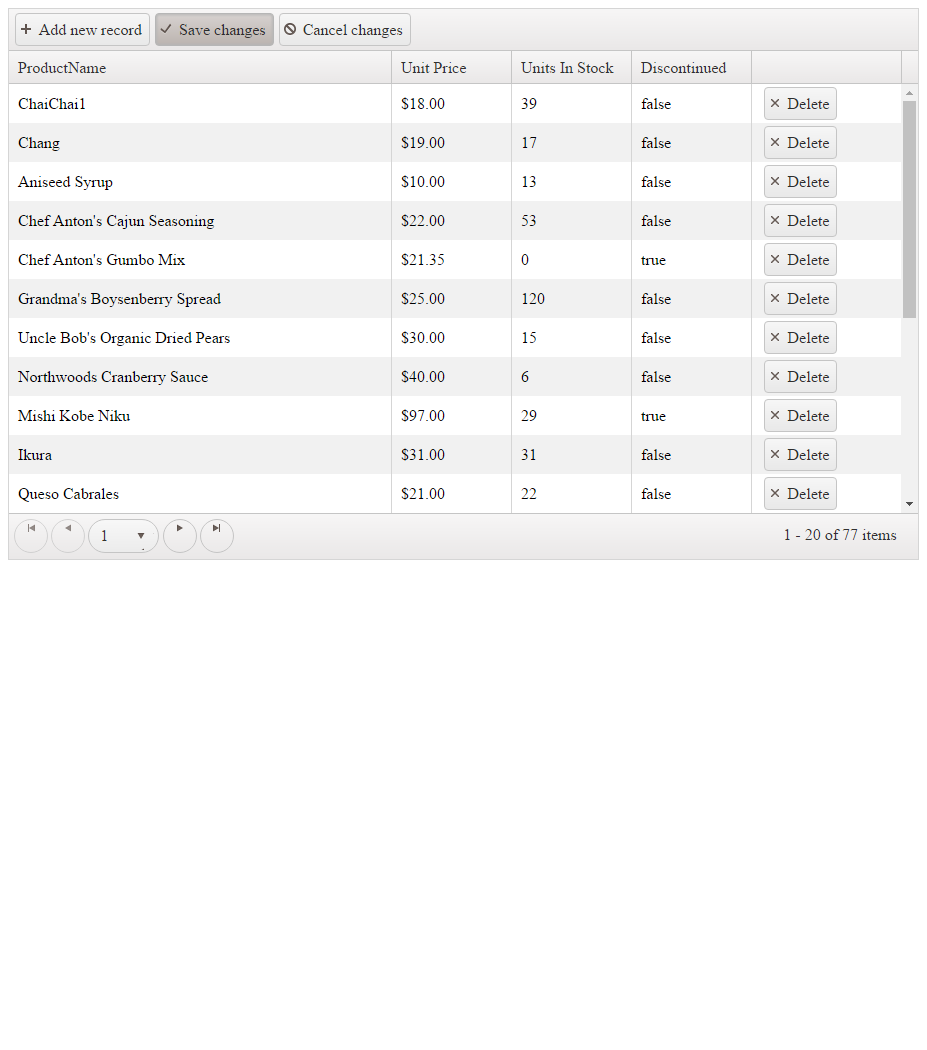 Add new record Save changes Cancel changes
ProductName Unit Price Units In Stock Discontinued
ChaiChai1 $18.00 39 false Delete
Chang $19.00 17 false Delete
Aniseed Syrup $10.00 13 false Delete
Chef Anton's Cajun Seasoning $22.00 53 false Delete
Chef Anton's Gumbo Mix $21.35 0 true Delete
Grandma's Boysenberry Spread $25.00 120 false Delete
Uncle Bob's Organic Dried Pears $30.00 15 false Delete
Northwoods Cranberry Sauce $40.00 6 false Delete
Mishi Kobe Niku $97.00 29 true Delete
Ikura $31.00 31 false Delete
Queso Cabrales $21.00 22 false Delete
1 1 - 20 of 77 items